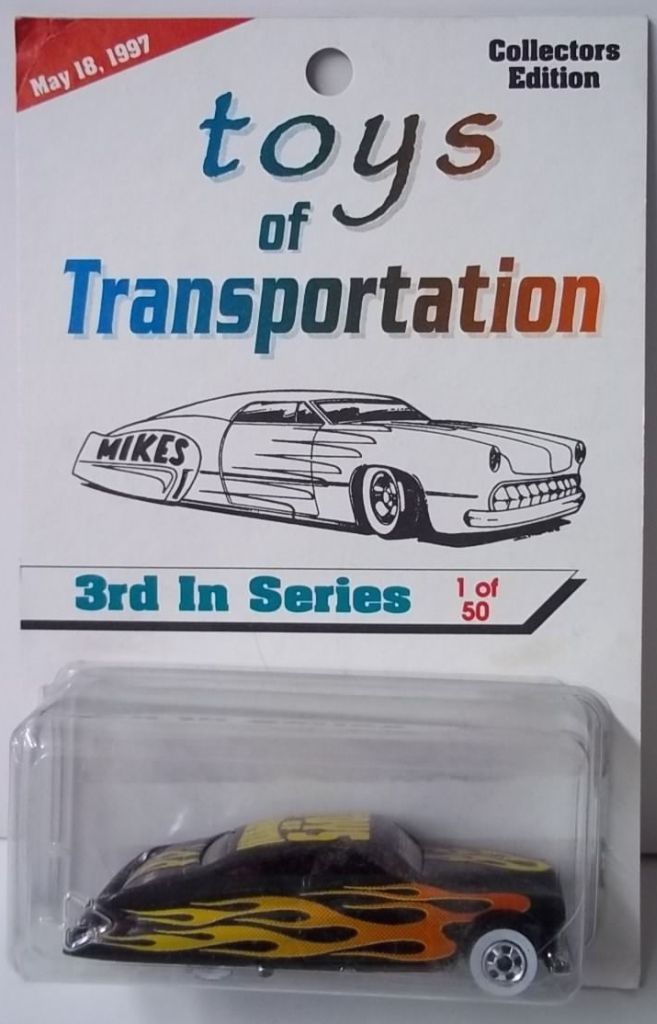 May 18, 1997
Collectors
Edition
toys
of
Transportation
MIKES
3rd In Series
1 of
50